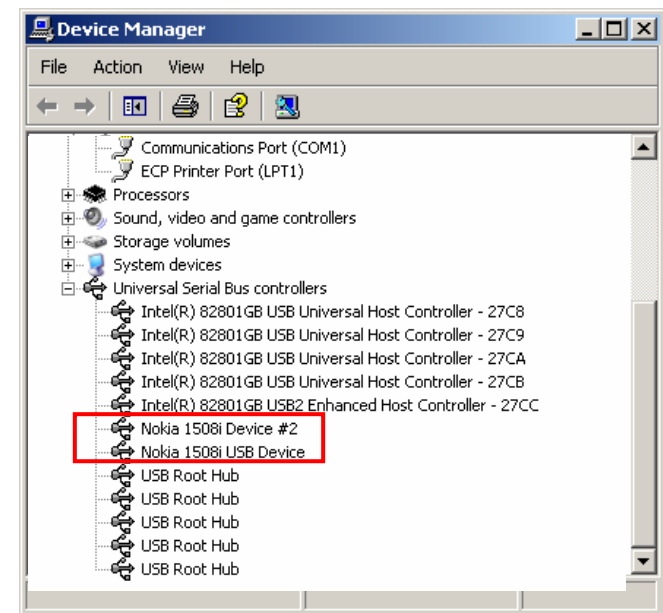 Device Manager
File Action View Help
Communications Port (COM1)
ECP Printer Port (LPT1)
Processors
Sound, video and game controllers
Storage volumes
System devices
Universal Serial Bus controllers
Intel(R) 82801GB USB Universal Host Controller - 27C8
Intel(R) 82801GB USB Universal Host Controller - 27C9
Intel(R) 82801GB USB Universal Host Controller - 27CA
Intel(R) 82801GB USB Universal Host Controller - 27CB
Intel(R) 82801GB USB2 Enhanced Host Controller - 27CC
Nokia 1508i Device #2
Nokia 1508i USB Device
USB Root Hub
USB Root Hub
USB Root Hub
USB Root Hub
USB Root Hub